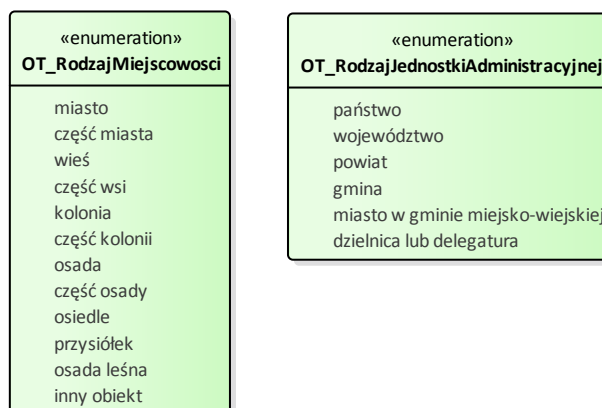 «enumeration»
OT_RodzajMiejscowosci
miasto
część miasta
wieś
część wsi
kolonia
część kolonii
osada
część osady
osiedle
przysiółek
osada leśna
inny obiekt
«enumeration»
OT_RodzajJednostkiAdministracyjnej
państwo
województwo
powiat
gmina
miasto w gminie miejsko-wiejskiej
dzielnica lub delegatura